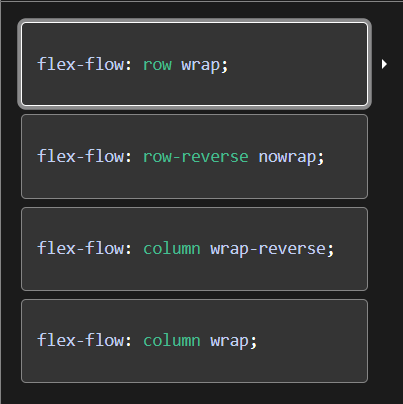 flex-flow: row wrap;
flex-flow: row-reverse nowrap;
flex-flow: column wrap-reverse;
flex-flow: column wrap;